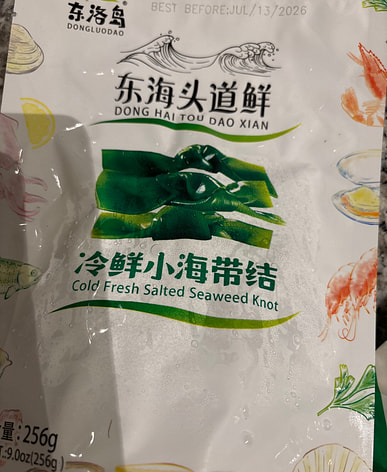 BEST BEFORE:JUL/13/2026
东洛岛®
DONGLUODAO
东海头道鲜
DONG HAI TOU DAO XIAN
冷鲜小海带结
Cold Fresh Salted Seaweed Knot
量：256g
T.:9.0oz(256g)